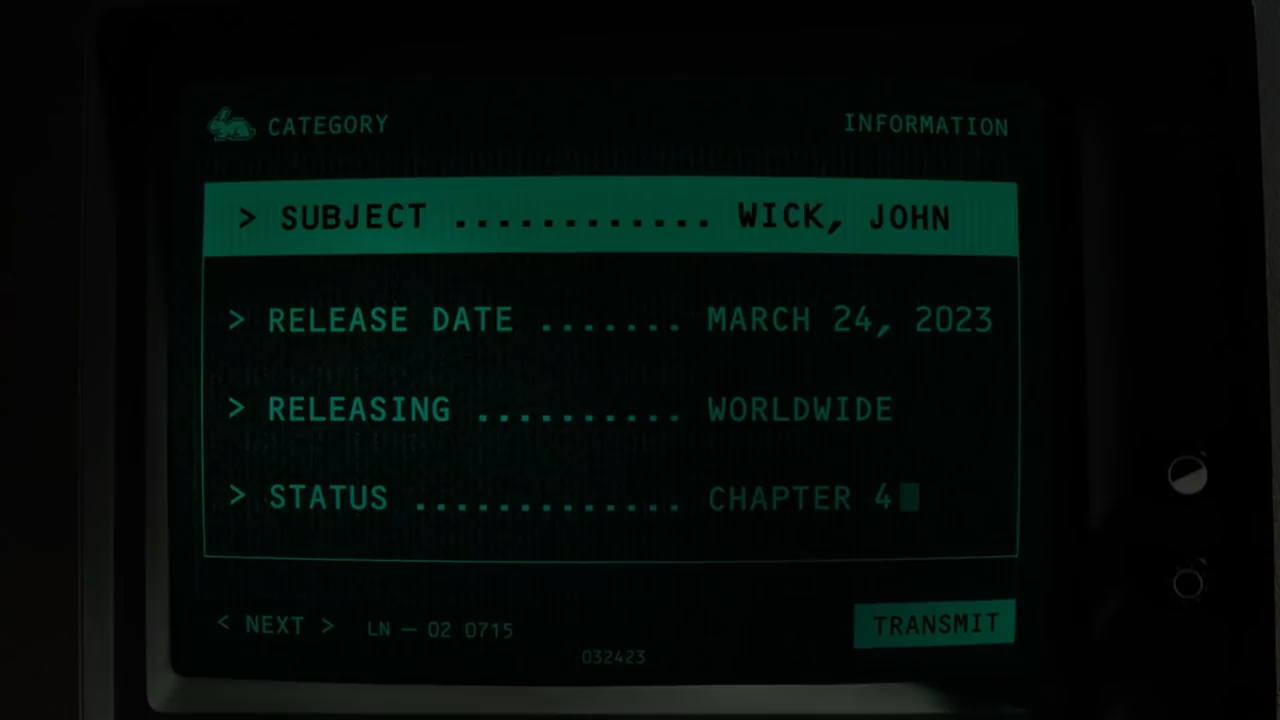 CATEGORY INFORMATION
> SUBJECT ............ WICK, JOHN
> RELEASE DATE ....... MARCH 24, 2023
> RELEASING .......... WORLDWIDE
> STATUS ............. CHAPTER 4
< NEXT > LN — 02 0715 TRANSMIT
032423